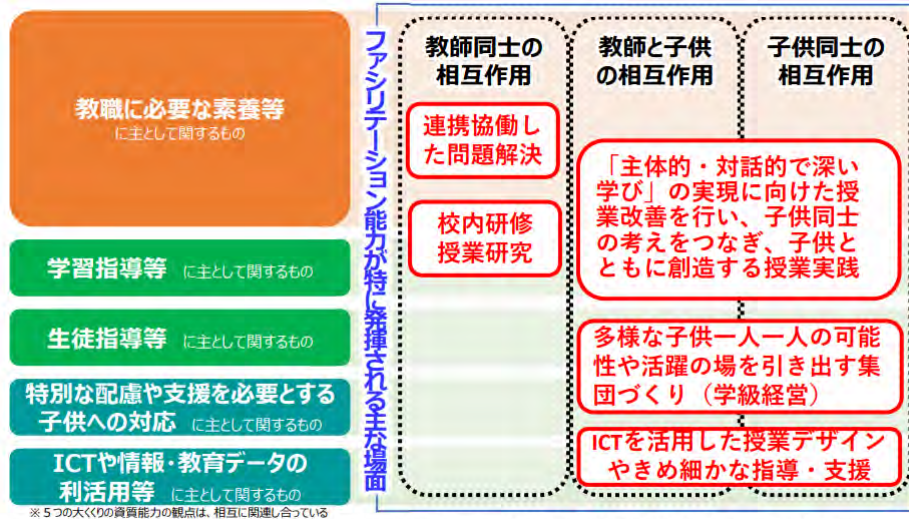 教職に必要な素養等
に主として関するもの
学習指導等 に主として関するもの
生徒指導等 に主として関するもの
特別な配慮や支援を必要とする
子供への対応 に主として関するもの
ICTや情報・教育データの
利活用等 に主として関するもの
※ 5つの大くくりの資質能力の観点は、相互に関連し合っている
ファシリテーション能力が特に発揮される主な場面
教師同士の
相互作用
連携協働し
た問題解決
校内研修
授業研究
教師と子供
の相互作用
子供同士の
相互作用
「主体的・対話的で深い
学び」の実現に向けた授
業改善を行い、子供同士
の考えをつなぎ、子供と
ともに創造する授業実践
多様な子供一人一人の可能
性や活躍の場を引き出す集
団づくり（学級経営）
ICTを活用した授業デザイン
やきめ細かな指導・支援